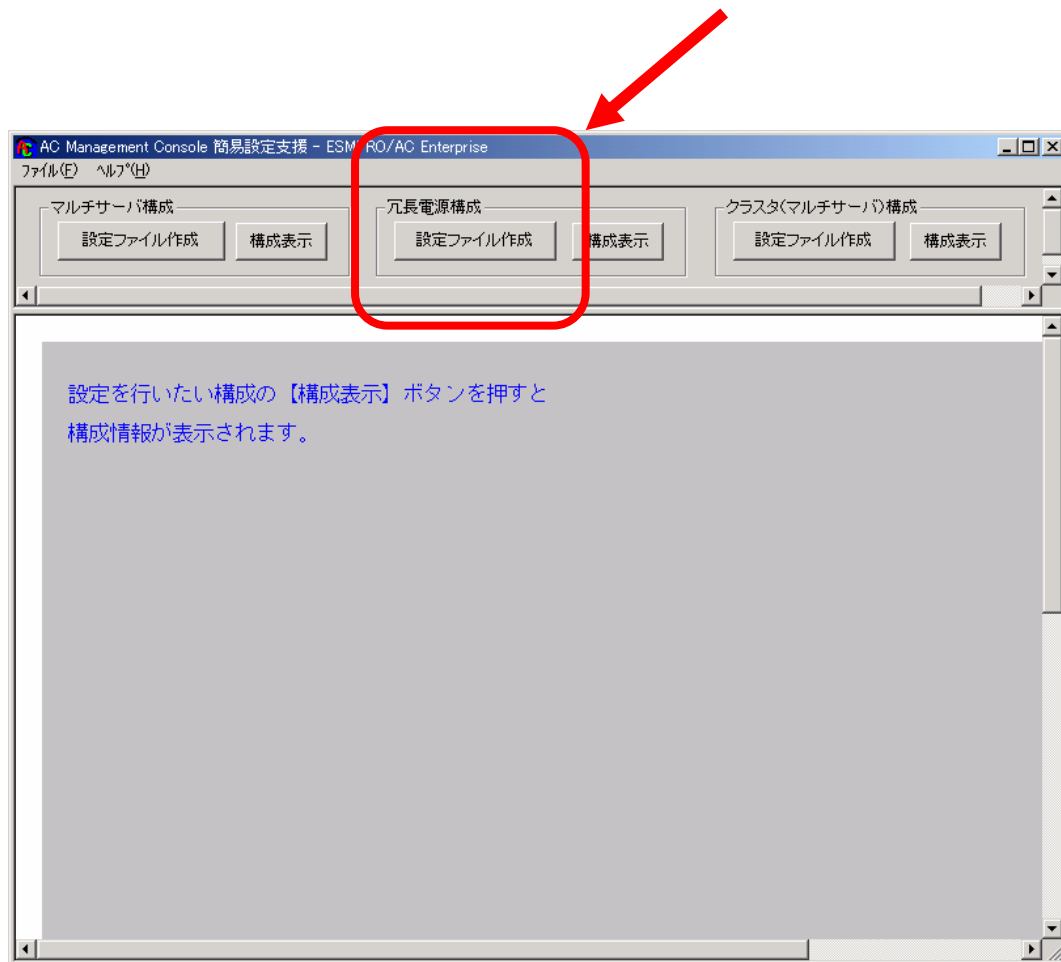 AC Management Console 簡易設定支援 - ESMPRO/AC Enterprise
ファイル(F) ヘルプ(H)
マルチサーバ構成
設定ファイル作成 構成表示
冗長電源構成
設定ファイル作成 構成表示
クラスタ(マルチサーバ)構成
設定ファイル作成 構成表示
設定を行いたい構成の【構成表示】ボタンを押すと
構成情報が表示されます。